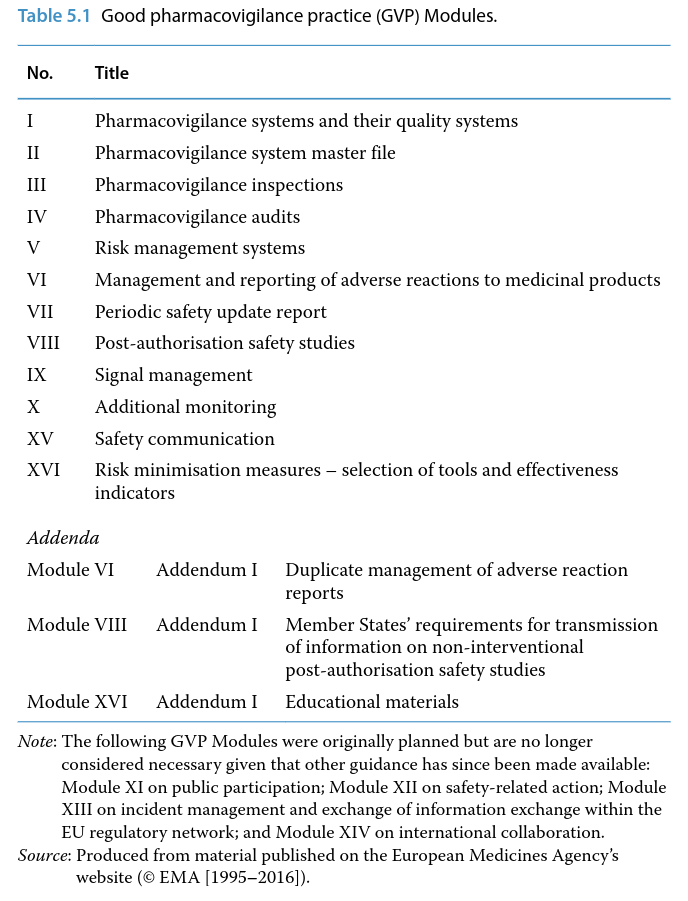 Table 5.1 Good pharmacovigilance practice (GVP) Modules.
No. Title
I Pharmacovigilance systems and their quality systems
II Pharmacovigilance system master file
III Pharmacovigilance inspections
IV Pharmacovigilance audits
V Risk management systems
VI Management and reporting of adverse reactions to medicinal products
VII Periodic safety update report
VIII Post-authorisation safety studies
IX Signal management
X Additional monitoring
XV Safety communication
XVI Risk minimisation measures – selection of tools and effectiveness
indicators
Addenda
Module VI Addendum I Duplicate management of adverse reaction
reports
Module VIII Addendum I Member States’ requirements for transmission
of information on non-interventional
post-authorisation safety studies
Module XVI Addendum I Educational materials
Note: The following GVP Modules were originally planned but are no longer
considered necessary given that other guidance has since been made available:
Module XI on public participation; Module XII on safety-related action; Module
XIII on incident management and exchange of information exchange within the
EU regulatory network; and Module XIV on international collaboration.
Source: Produced from material published on the European Medicines Agency’s
website (© EMA [1995–2016]).